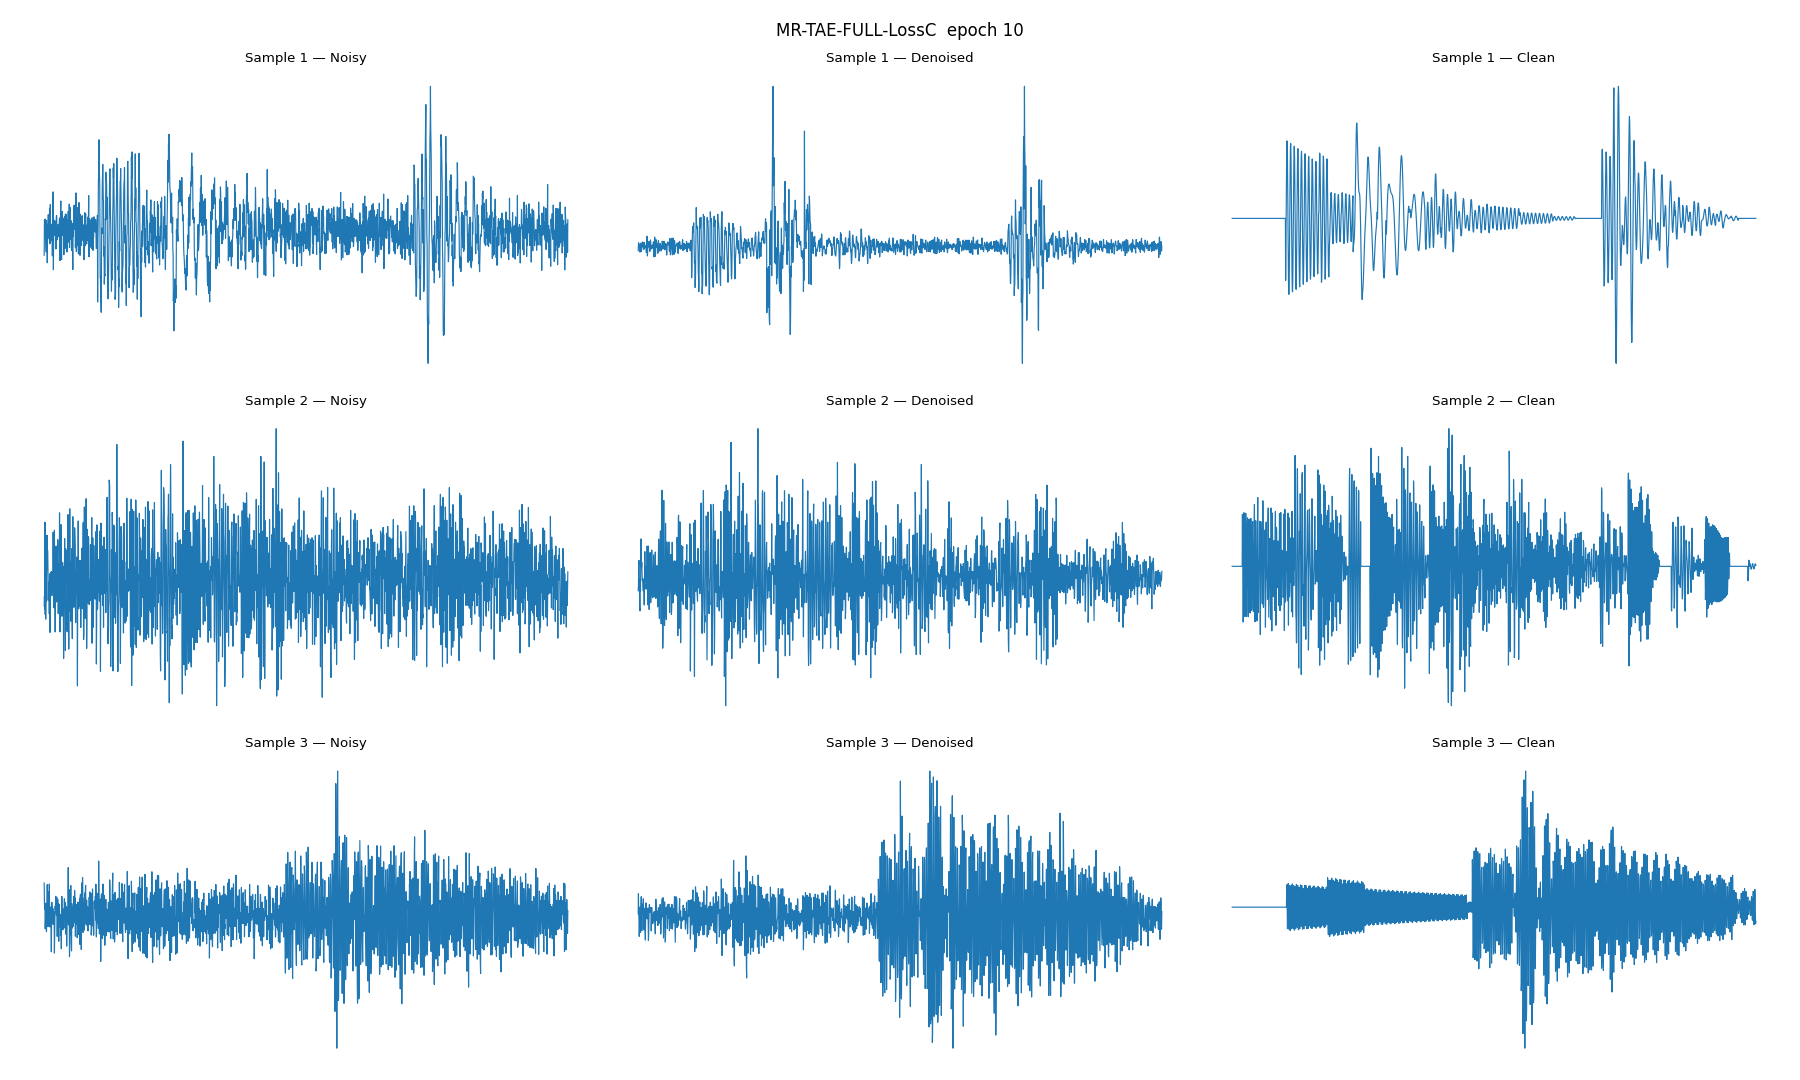 MR-TAE-FULL-LossC  epoch 10
Sample 1 — Noisy
Sample 1 — Denoised
Sample 1 — Clean
Sample 2 — Noisy
Sample 2 — Denoised
Sample 2 — Clean
Sample 3 — Noisy
Sample 3 — Denoised
Sample 3 — Clean